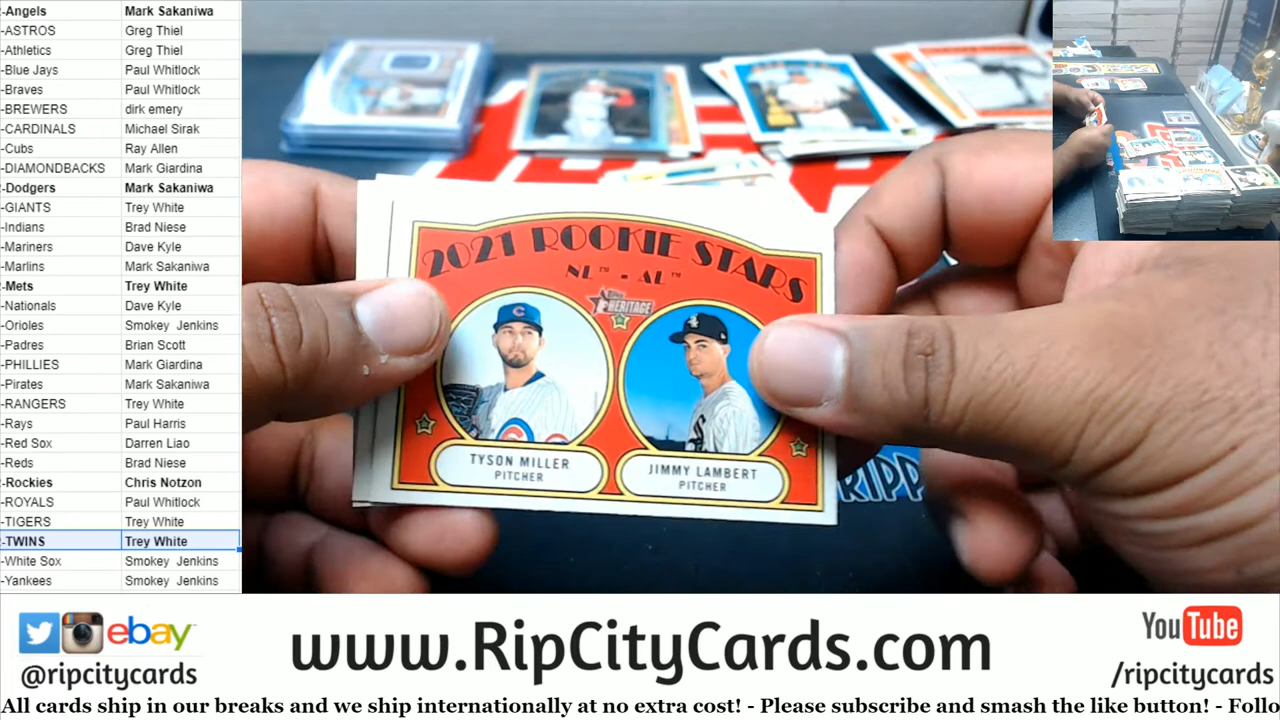 -Angels Mark Sakaniwa
-ASTROS Greg Thiel
-Athletics Greg Thiel
-Blue Jays Paul Whitlock
-Braves Paul Whitlock
-BREWERS dirk emery
-CARDINALS Michael Sirak
-Cubs Ray Allen
-DIAMONDBACKS Mark Giardina
-Dodgers Mark Sakaniwa
-GIANTS Trey White
-Indians Brad Niese
-Mariners Dave Kyle
-Marlins Mark Sakaniwa
-Mets Trey White
-Nationals Dave Kyle
-Orioles Smokey Jenkins
-Padres Brian Scott
-PHILLIES Mark Giardina
-Pirates Mark Sakaniwa
-RANGERS Trey White
-Rays Paul Harris
-Red Sox Darren Liao
-Reds Brad Niese
-Rockies Chris Notzon
-ROYALS Paul Whitlock
-TIGERS Trey White
-TWINS Trey White
-White Sox Smokey Jenkins
-Yankees Smokey Jenkins
2021 ROOKIE STARS
NL™ - AL™
HERITAGE
C
TYSON MILLER
PITCHER
JIMMY LAMBERT
PITCHER
RIPP
ebay
@ripcitycards
www.RipCityCards.com
YouTube
/ripcitycards
All cards ship in our breaks and we ship internationally at no extra cost! - Please subscribe and smash the like button! - Follo